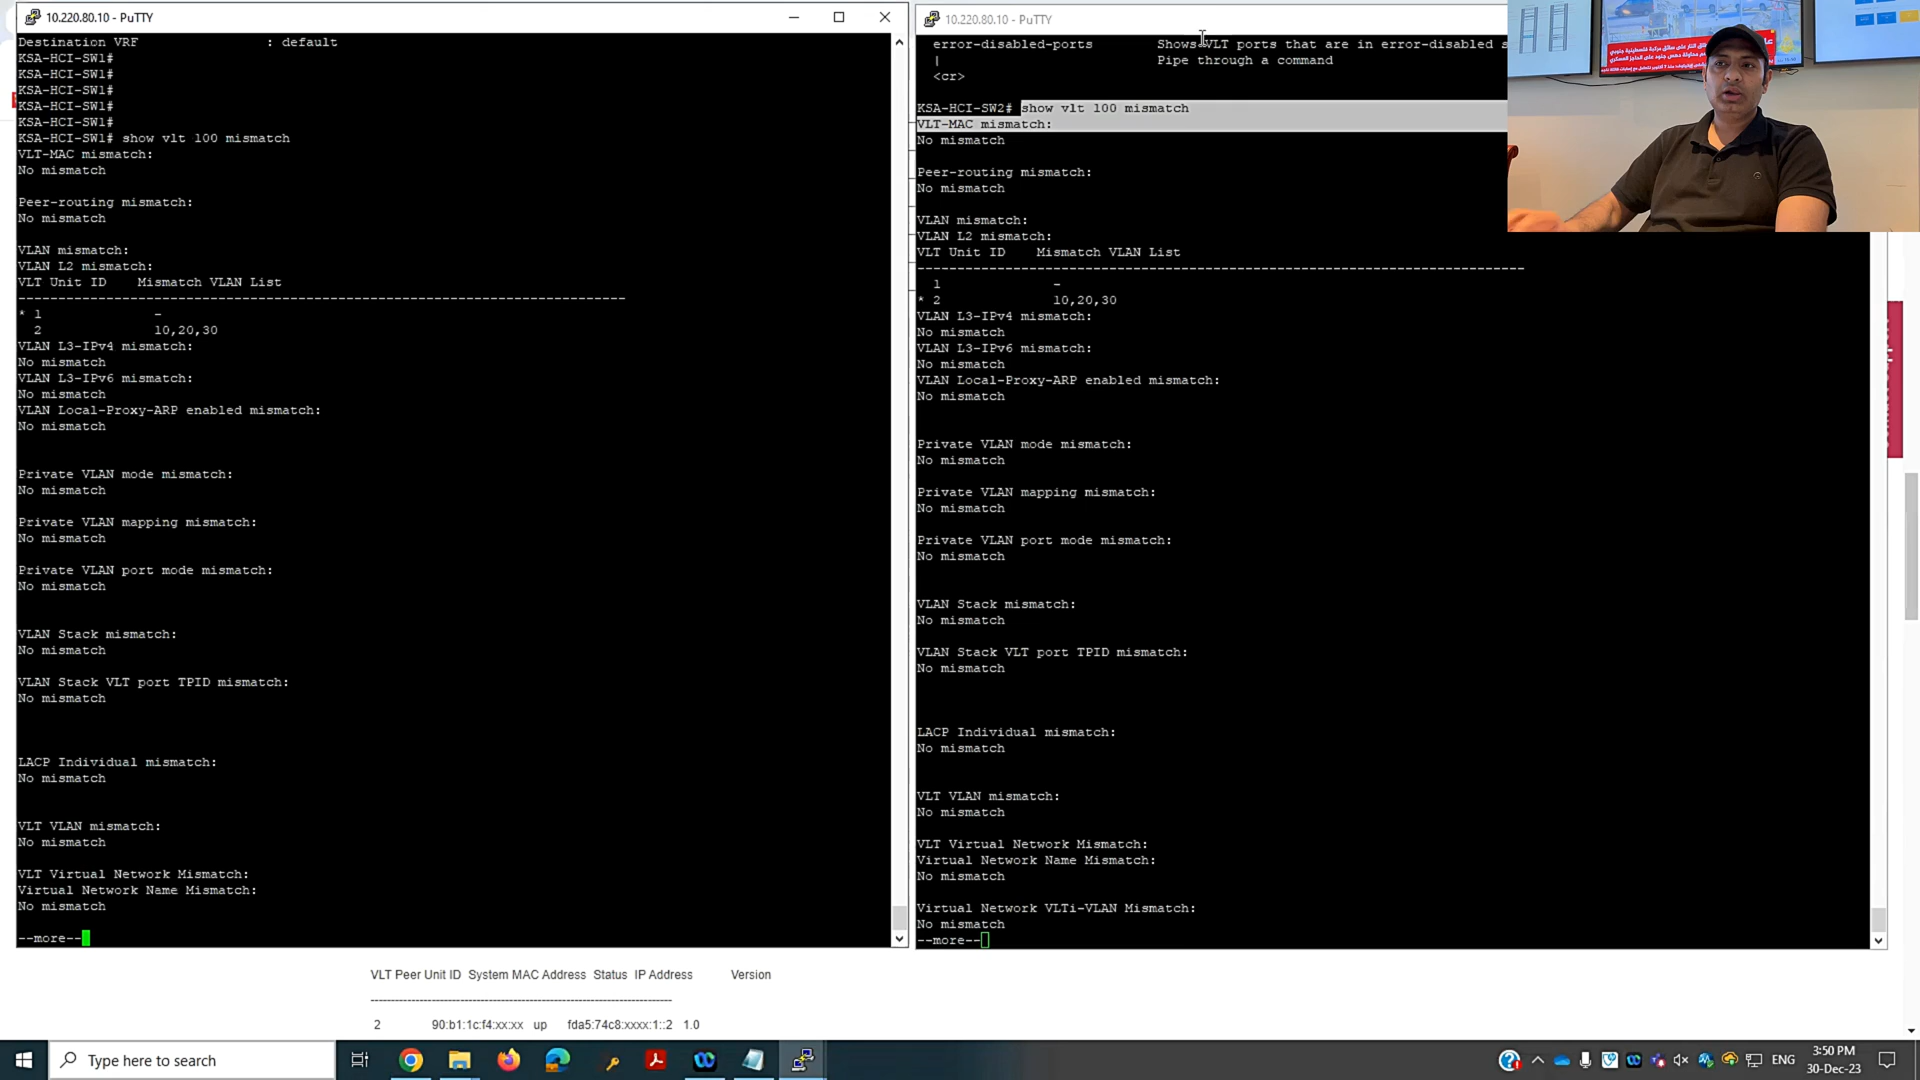 10.220.80.10 - PuTTY
Destination VRF : default
KSA-HCI-SW1#
KSA-HCI-SW1#
KSA-HCI-SW1#
KSA-HCI-SW1#
KSA-HCI-SW1#
KSA-HCI-SW1# show vlt 100 mismatch
VLT-MAC mismatch:
No mismatch
Peer-routing mismatch:
No mismatch
VLAN mismatch:
VLAN L2 mismatch:
VLT Unit ID Mismatch VLAN List
----------------------------------------------------------------------------
* 1 -
2 10,20,30
VLAN L3-IPv4 mismatch:
No mismatch
VLAN L3-IPv6 mismatch:
No mismatch
VLAN Local-Proxy-ARP enabled mismatch:
No mismatch
Private VLAN mode mismatch:
No mismatch
Private VLAN mapping mismatch:
No mismatch
Private VLAN port mode mismatch:
No mismatch
VLAN Stack mismatch:
No mismatch
VLAN Stack VLT port TPID mismatch:
No mismatch
LACP Individual mismatch:
No mismatch
VLT VLAN mismatch:
No mismatch
VLT Virtual Network Mismatch:
Virtual Network Name Mismatch:
No mismatch
--more--
10.220.80.10 - PuTTY
error-disabled-ports Shows VLT ports that are in error-disabled s
| Pipe through a command
<cr>
KSA-HCI-SW2# show vlt 100 mismatch
VLT-MAC mismatch:
No mismatch
Peer-routing mismatch:
No mismatch
VLAN mismatch:
VLAN L2 mismatch:
VLT Unit ID Mismatch VLAN List
----------------------------------------------------------------------------
1 -
* 2 10,20,30
VLAN L3-IPv4 mismatch:
No mismatch
VLAN L3-IPv6 mismatch:
No mismatch
VLAN Local-Proxy-ARP enabled mismatch:
No mismatch
Private VLAN mode mismatch:
No mismatch
Private VLAN mapping mismatch:
No mismatch
Private VLAN port mode mismatch:
No mismatch
VLAN Stack mismatch:
No mismatch
VLAN Stack VLT port TPID mismatch:
No mismatch
LACP Individual mismatch:
No mismatch
VLT VLAN mismatch:
No mismatch
VLT Virtual Network Mismatch:
Virtual Network Name Mismatch:
No mismatch
Virtual Network VLTi-VLAN Mismatch:
No mismatch
--more--
VLT Peer Unit ID System MAC Address Status IP Address Version
----------------------------------------------------------------------------
2 90:b1:1c:f4:xx:xx up fda5:74c8:xxxx:1::2 1.0
Type here to search
ENG
3:50 PM
30-Dec-23